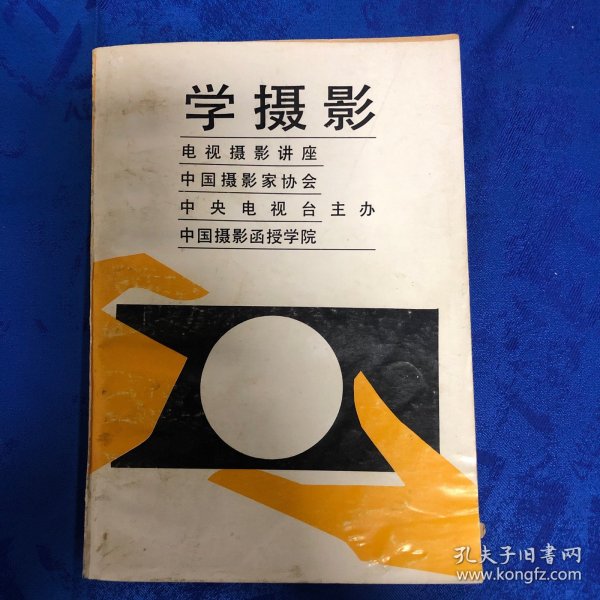 学摄影
电视摄影讲座
中国摄影家协会
中央电视台主办
中国摄影函授学院
孔夫子旧书网
www.kongfz.com